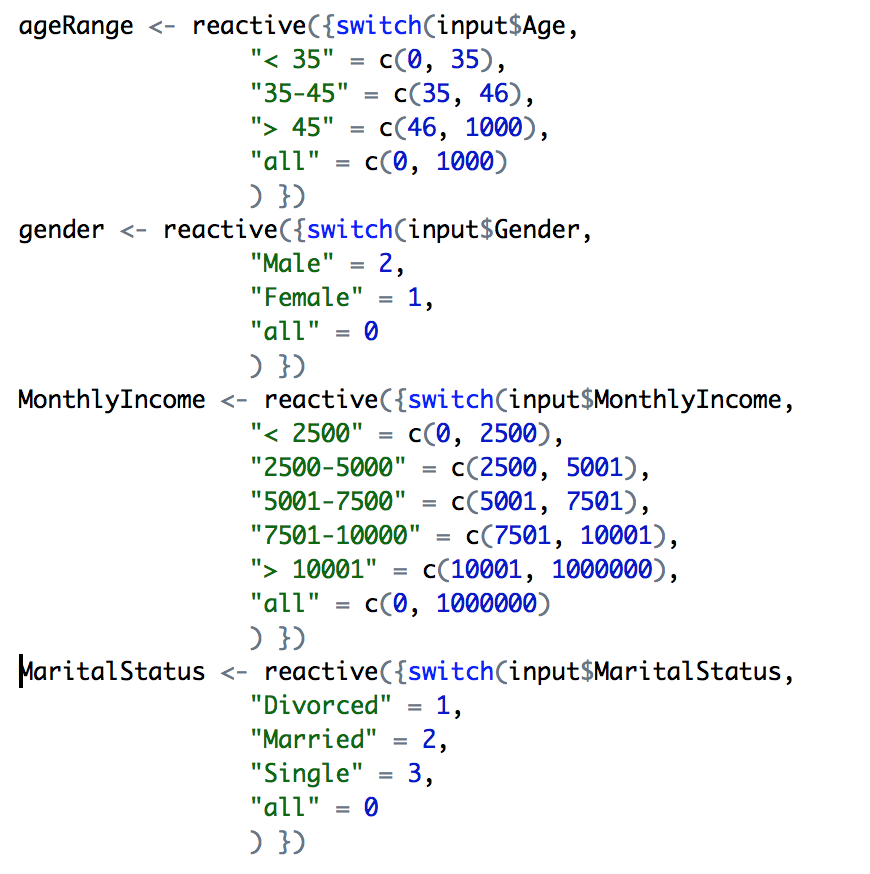 ageRange <- reactive({switch(input$Age,
"< 35" = c(0, 35),
"35-45" = c(35, 46),
"> 45" = c(46, 1000),
"all" = c(0, 1000)
) })
gender <- reactive({switch(input$Gender,
"Male" = 2,
"Female" = 1,
"all" = 0
) })
MonthlyIncome <- reactive({switch(input$MonthlyIncome,
"< 2500" = c(0, 2500),
"2500-5000" = c(2500, 5001),
"5001-7500" = c(5001, 7501),
"7501-10000" = c(7501, 10001),
"> 10001" = c(10001, 1000000),
"all" = c(0, 1000000)
) })
MaritalStatus <- reactive({switch(input$MaritalStatus,
"Divorced" = 1,
"Married" = 2,
"Single" = 3,
"all" = 0
) })